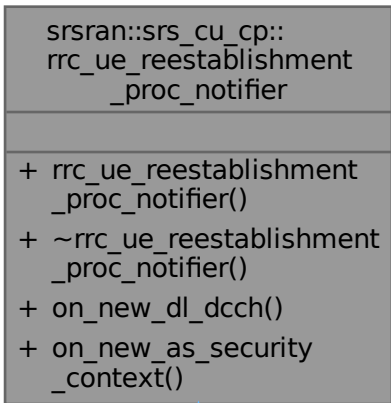 srsran::srs_cu_cp::
rrc_ue_reestablishment
_proc_notifier
+ rrc_ue_reestablishment
_proc_notifier()
+ ~rrc_ue_reestablishment
_proc_notifier()
+ on_new_dl_dcch()
+ on_new_as_security
_context()